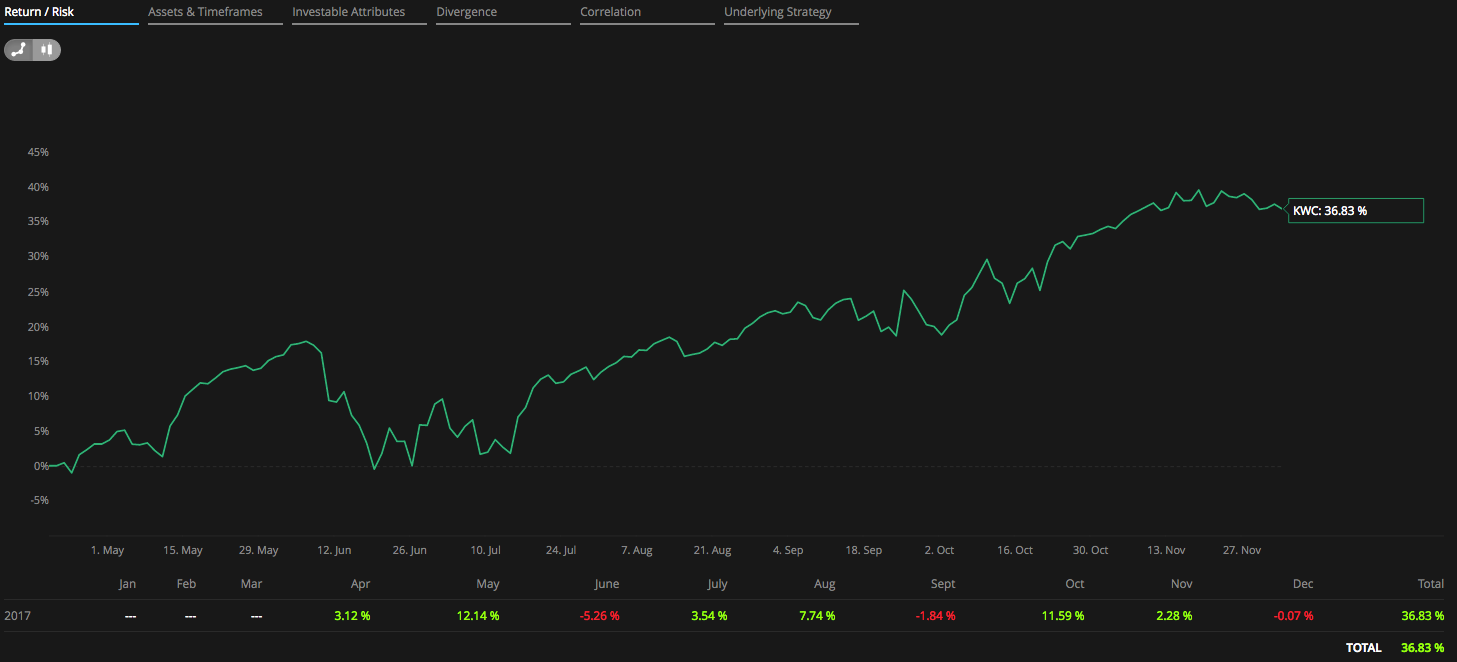 Return / Risk Assets & Timeframes Investable Attributes Divergence Correlation Underlying Strategy
45%
40%
35%
KWC: 36.83 %
30%
25%
20%
15%
10%
5%
0%
-5%
1. May 15. May 29. May 12. Jun 26. Jun 10. Jul 24. Jul 7. Aug 21. Aug 4. Sep 18. Sep 2. Oct 16. Oct 30. Oct 13. Nov 27. Nov
Jan Feb Mar Apr May June July Aug Sept Oct Nov Dec Total
2017 --- --- --- 3.12 % 12.14 % -5.26 % 3.54 % 7.74 % -1.84 % 11.59 % 2.28 % -0.07 % 36.83 %
TOTAL 36.83 %